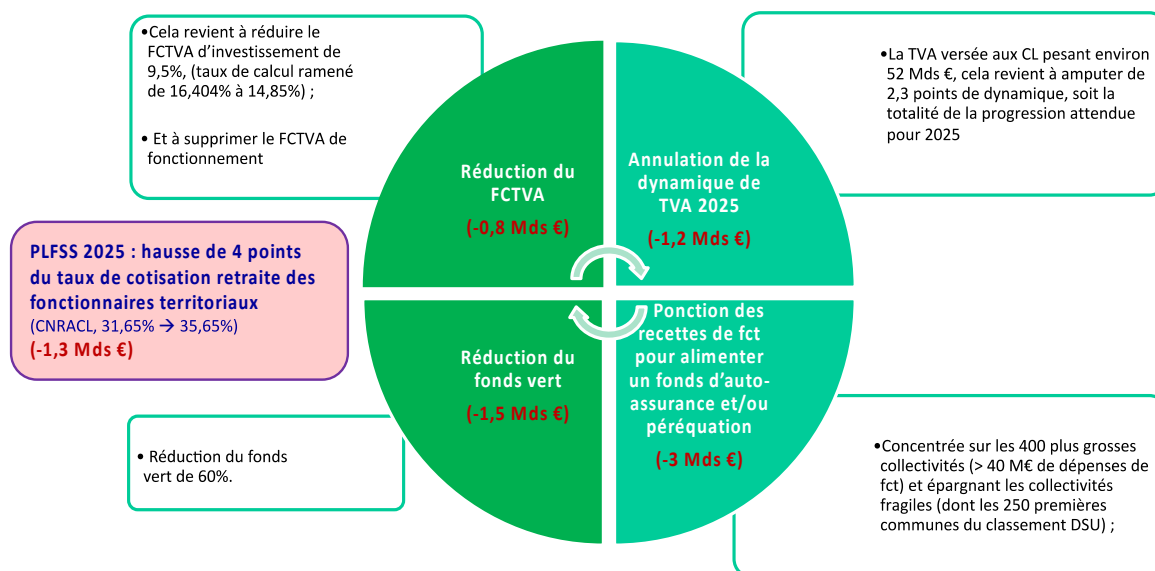 •Cela revient à réduire le
FCTVA d'investissement de
9,5%, (taux de calcul ramené
de 16,404% à 14,85%) ;
• Et à supprimer le FCTVA de
fonctionnement
•La TVA versée aux CL pesant environ
52 Mds €, cela revient à amputer de
2,3 points de dynamique, soit la
totalité de la progression attendue
pour 2025
Réduction du
FCTVA
(-0,8 Mds €)
Annulation de la
dynamique de
TVA 2025
(-1,2 Mds €)
PLFSS 2025 : hausse de 4 points
du taux de cotisation retraite des
fonctionnaires territoriaux
(CNRACL, 31,65% → 35,65%)
(-1,3 Mds €)
Réduction du
fonds vert
(-1,5 Mds €)
Ponction des
recettes de fct
pour alimenter
un fonds d'auto-
assurance et/ou
péréquation
(-3 Mds €)
• Réduction du fonds
vert de 60%.
•Concentrée sur les 400 plus grosses
collectivités (> 40 M€ de dépenses de
fct) et épargnant les collectivités
fragiles (dont les 250 premières
communes du classement DSU) ;